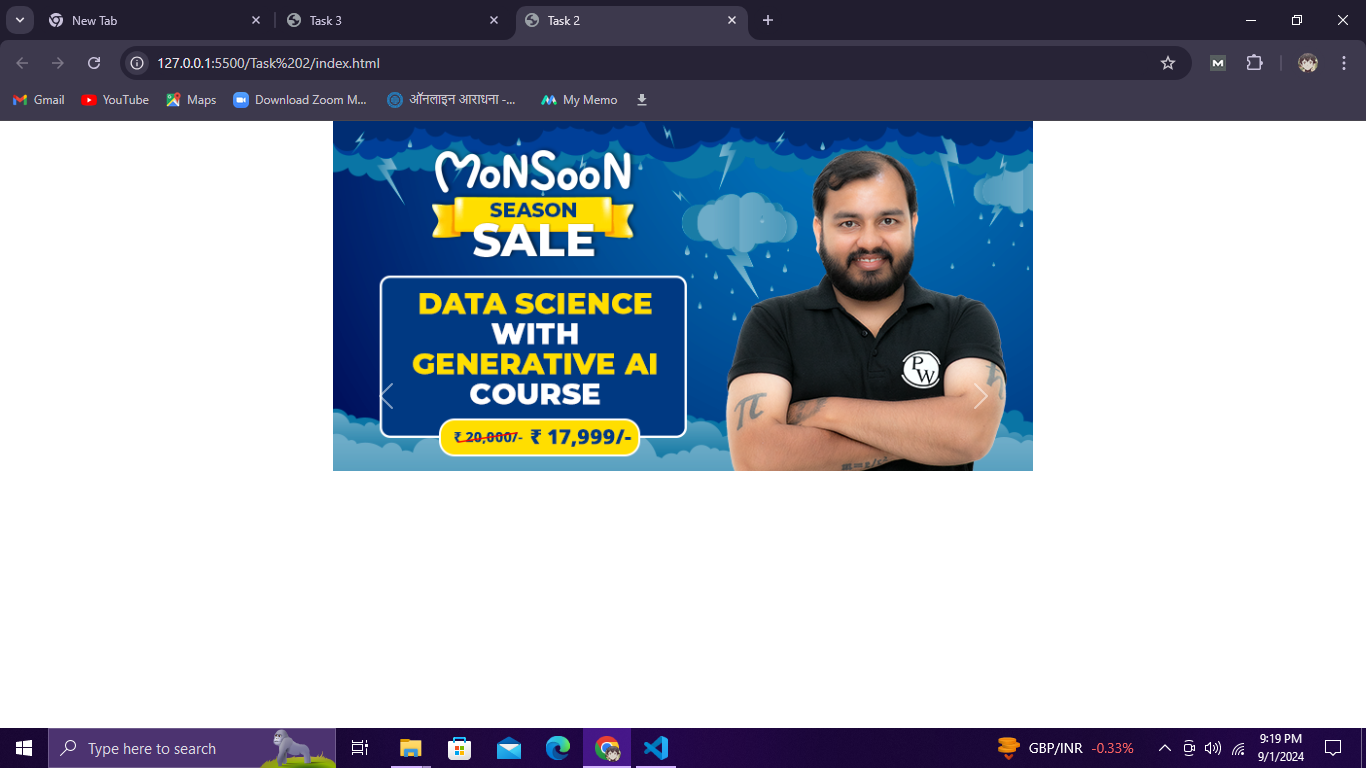 New Tab
Task 3
Task 2
127.0.0.1:5500/Task%202/index.html
M
Gmail
YouTube
Maps
Download Zoom M...
ऑनलाइन आराधना -...
My Memo
MoNSooN
SEASON
SALE
DATA SCIENCE
WITH
GENERATIVE AI
COURSE
₹ 20,000/- ₹ 17,999/-
PW
π
Type here to search
GBP/INR -0.33%
9:19 PM
9/1/2024